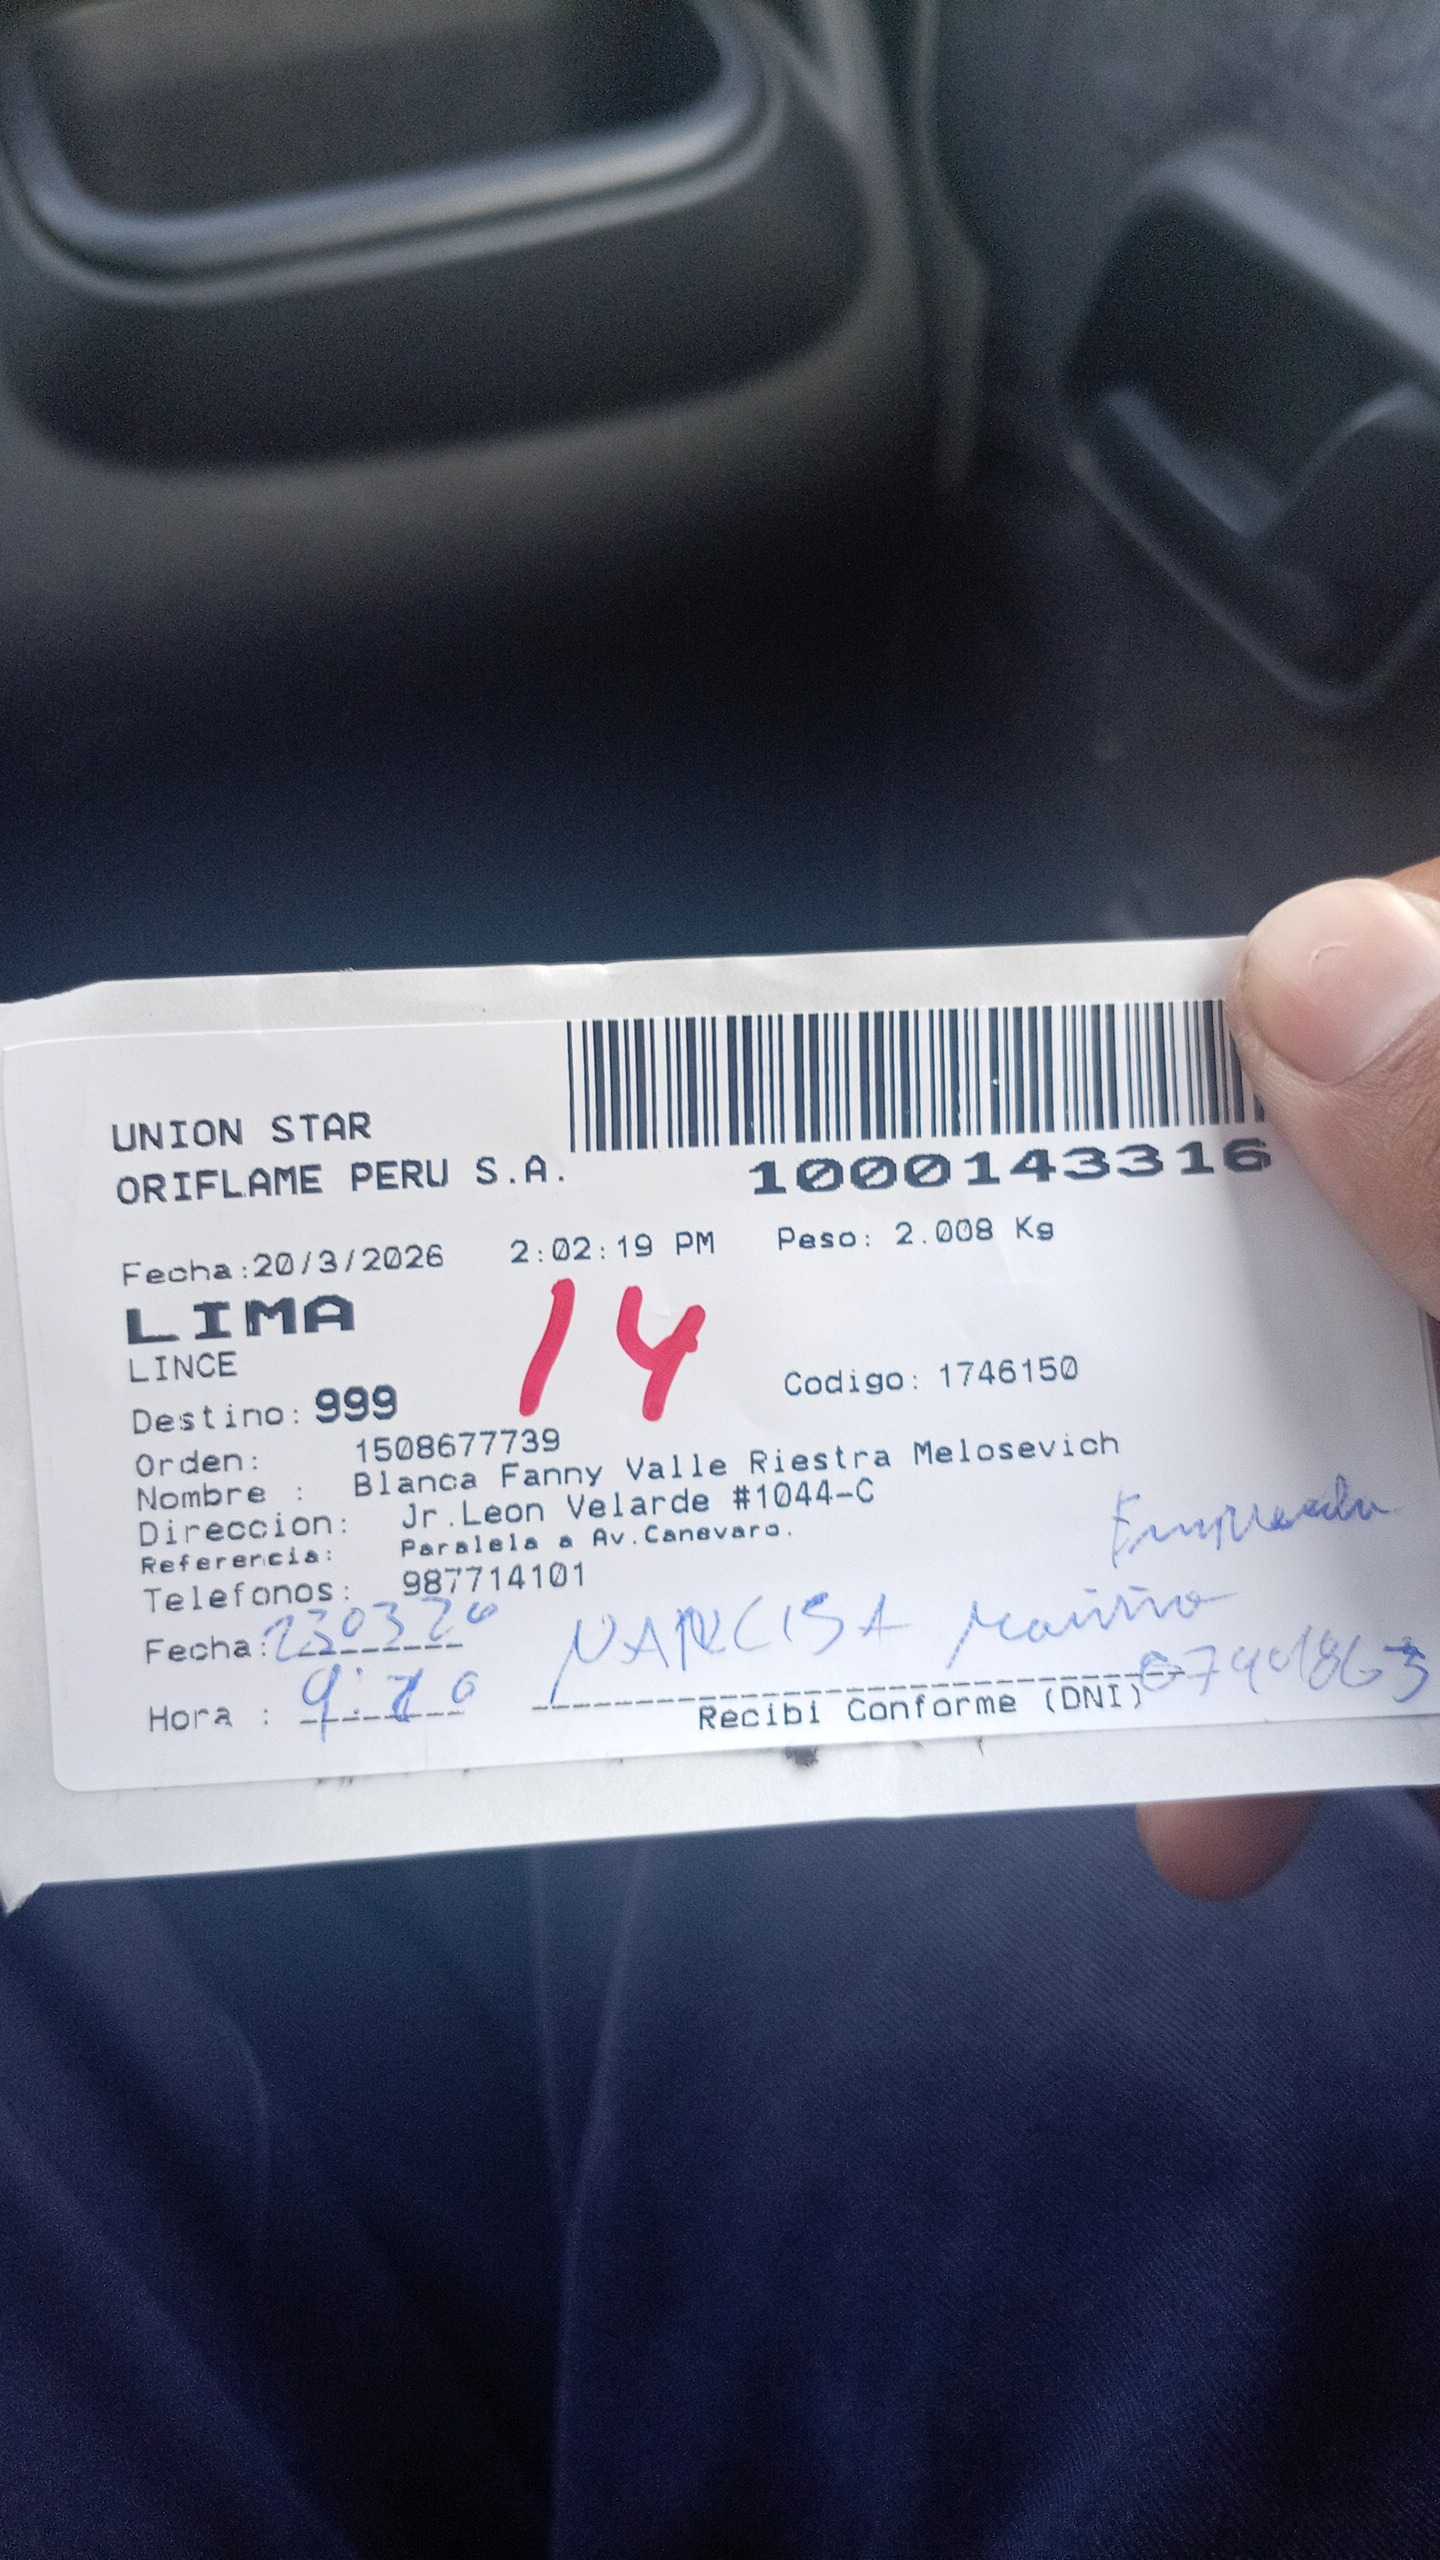 UNION STAR
ORIFLAME PERU S.A.
1000143316
Fecha:20/3/2026 2:02:19 PM Peso: 2.008 Kg
LIMA
14
LINCE
Destino: 999 Codigo: 1746150
Orden: 1508677739
Nombre : Blanca Fanny Valle Riestra Melosevich
Direccion: Jr.Leon Velarde #1044-C
Referencia: Paralela a Av.Canevaro.
Telefonos: 987714101
Fecha: 230326
NARCISA
Hora :
Recibi Conforme (DNI)